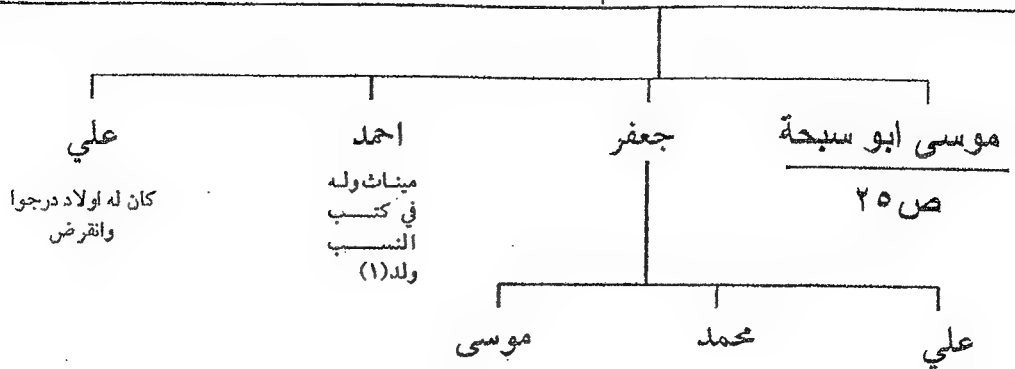 موسى ابو سبحة
ص ٢٥
جعفر
احمد
ميناث وله
في كتب
النسب
ولد (١)
علي
كان له اولاد درجوا
وانقرض
علي
محمد
موسى